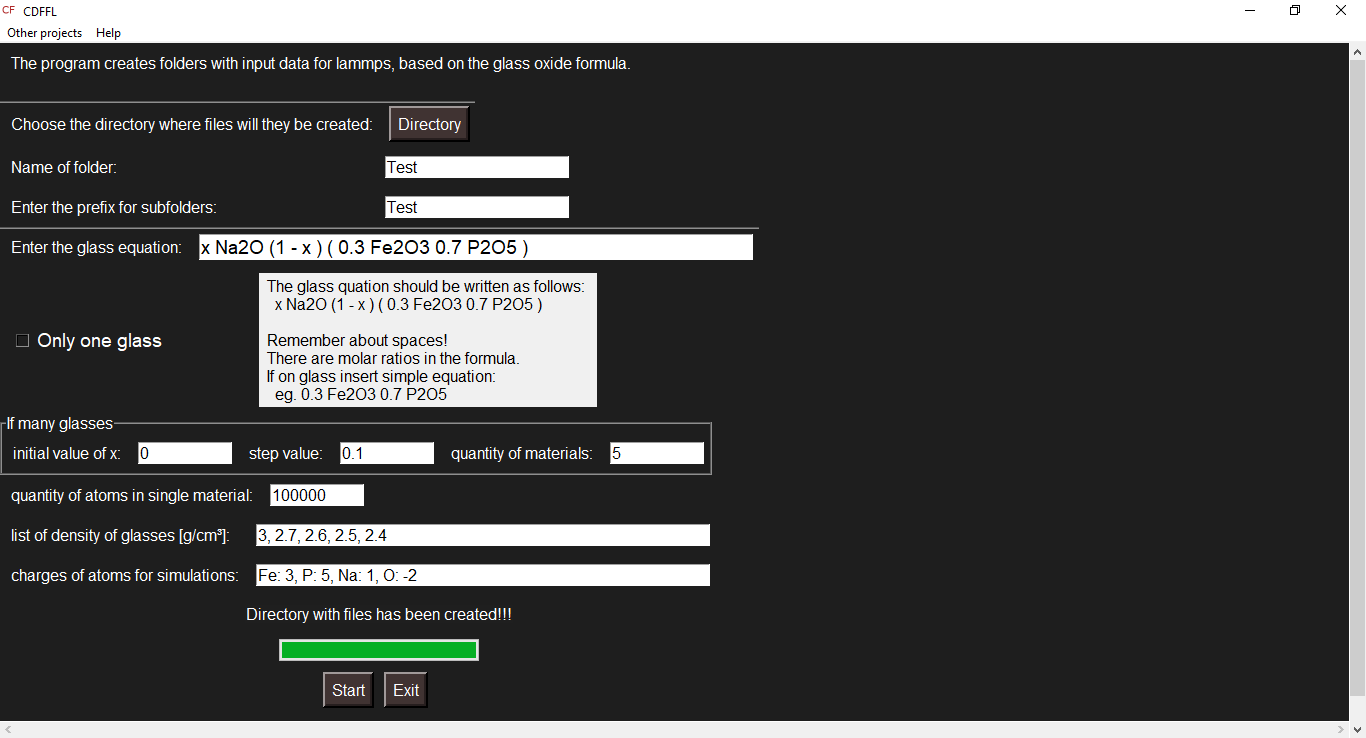 CF CDFFL
Other projects Help
The program creates folders with input data for lammps, based on the glass oxide formula.
Choose the directory where files will they be created: Directory
Name of folder: Test
Enter the prefix for subfolders: Test
Enter the glass equation: x Na2O (1 - x ) ( 0.3 Fe2O3 0.7 P2O5 )
The glass quation should be written as follows:
x Na2O (1 - x ) ( 0.3 Fe2O3 0.7 P2O5 )
Remember about spaces!
There are molar ratios in the formula.
If on glass insert simple equation:
eg. 0.3 Fe2O3 0.7 P2O5
Only one glass
If many glasses
initial value of x: 0 step value: 0.1 quantity of materials: 5
quantity of atoms in single material: 100000
list of density of glasses [g/cm³]: 3, 2.7, 2.6, 2.5, 2.4
charges of atoms for simulations: Fe: 3, P: 5, Na: 1, O: -2
Directory with files has been created!!!
Start Exit